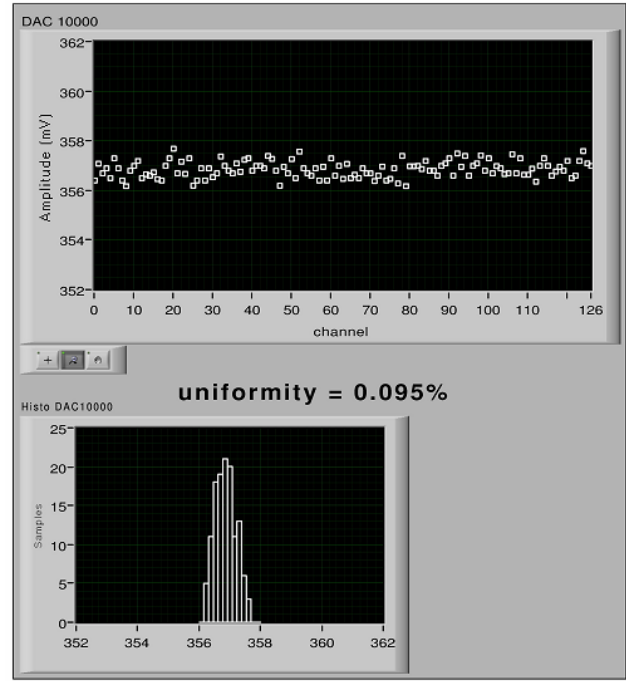 DAC 10000
362
360
358
356
354
352
Amplitude (mV)
0 10 20 30 40 50 60 70 80 90 100 110 126
channel
uniformity = 0.095%
Histo DAC10000
25
20
15
10
5
0
Samples
352 354 356 358 360 362